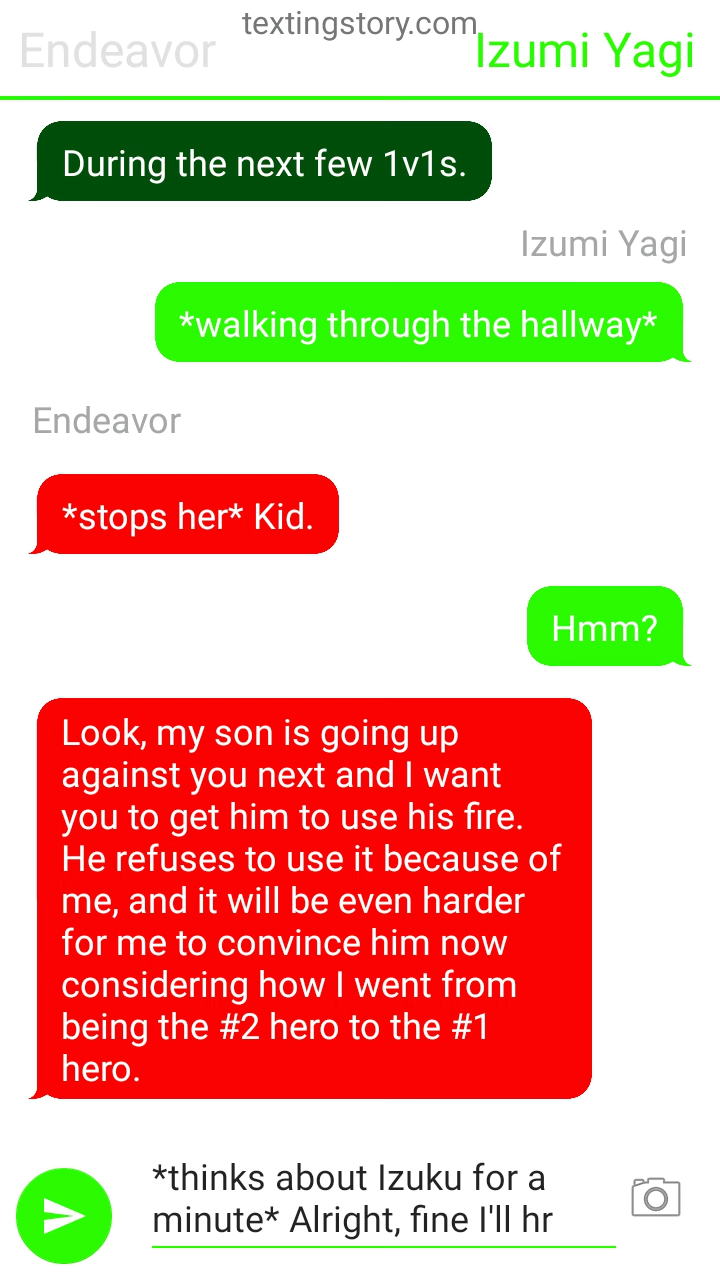 textingstory.com
Endeavor
Izumi Yagi
During the next few 1v1s.
Izumi Yagi
*walking through the hallway*
Endeavor
*stops her* Kid.
Hmm?
Look, my son is going up
against you next and I want
you to get him to use his fire.
He refuses to use it because of
me, and it will be even harder
for me to convince him now
considering how I went from
being the #2 hero to the #1
hero.
*thinks about Izuku for a
minute* Alright, fine I'll hr